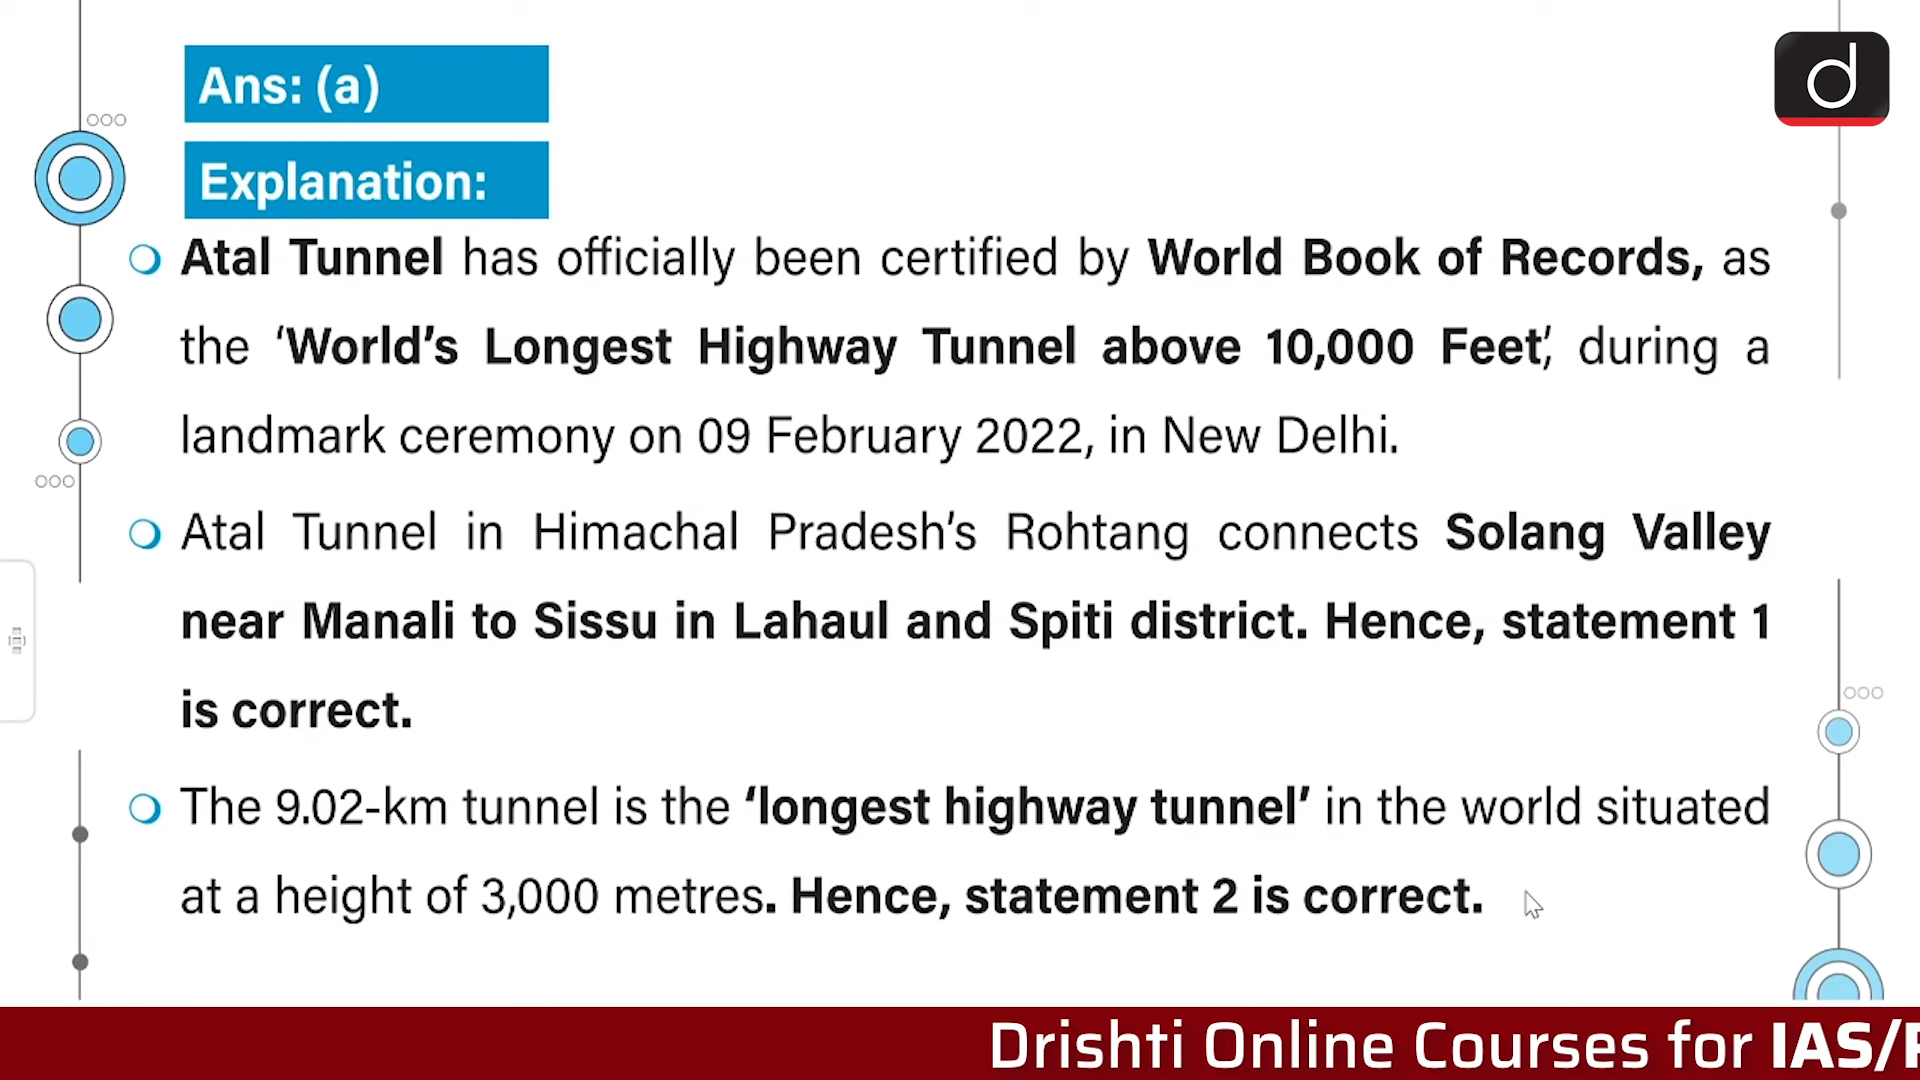 Ans: (a)
Explanation:
Atal Tunnel has officially been certified by World Book of Records, as
the ‘World’s Longest Highway Tunnel above 10,000 Feet’, during a
landmark ceremony on 09 February 2022, in New Delhi.
Atal Tunnel in Himachal Pradesh’s Rohtang connects Solang Valley
near Manali to Sissu in Lahaul and Spiti district. Hence, statement 1
is correct.
The 9.02-km tunnel is the ‘longest highway tunnel’ in the world situated
at a height of 3,000 metres. Hence, statement 2 is correct.
d
Drishti Online Courses for IAS/